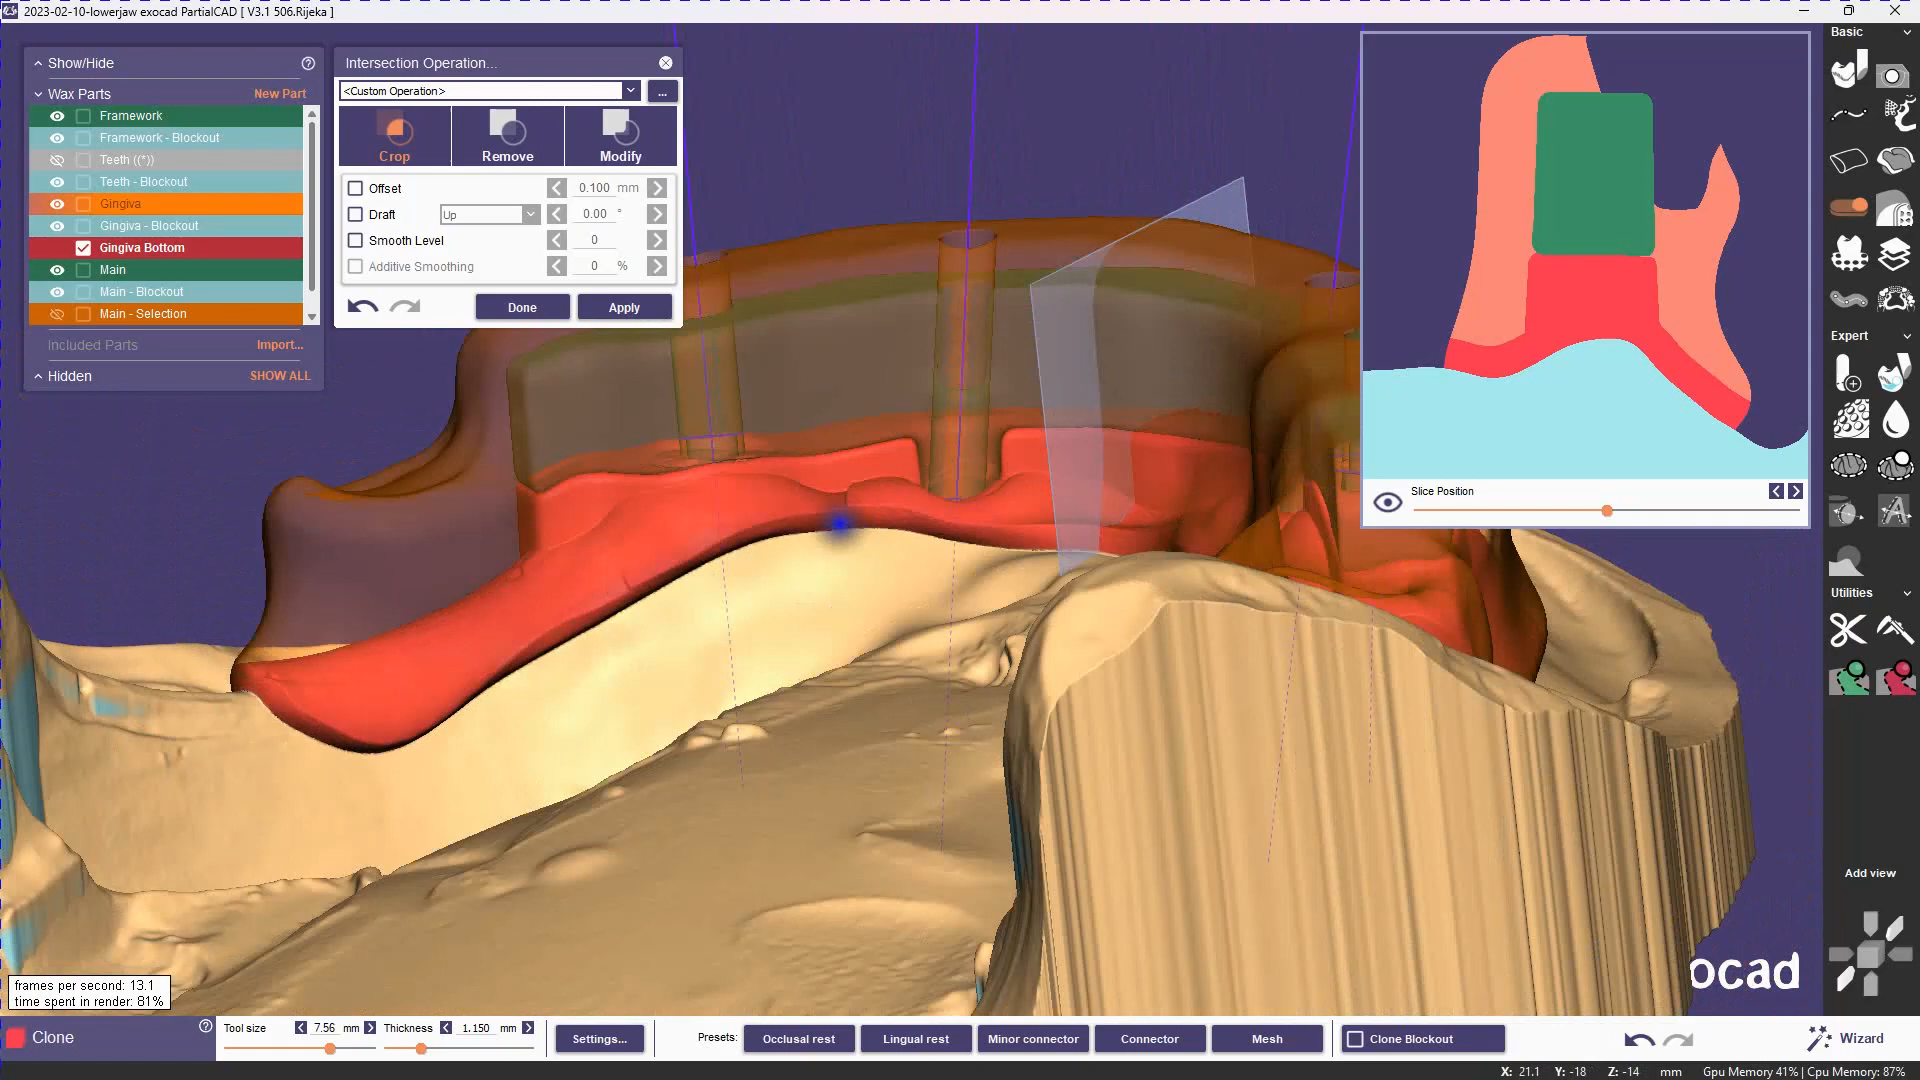 2023-02-10-lowerjaw exocad PartialCAD [ V3.1 506.Rijeka ]
Show/Hide
Wax Parts New Part
Framework
Framework - Blockout
Teeth ((*))
Teeth - Blockout
Gingiva
Gingiva - Blockout
Gingiva Bottom
Main
Main - Blockout
Main - Selection
Included Parts Import...
Hidden SHOW ALL
Intersection Operation...
<Custom Operation> ...
Crop Remove Modify
Offset 0.100 mm
Draft Up 0.00 °
Smooth Level 0
Additive Smoothing 0 %
Done Apply
Slice Position
Basic
Expert
Utilities
Add view
ocad
frames per second: 13.1
time spent in render: 81%
Clone
Tool size 7.56 mm Thickness 1.150 mm
Settings... Presets: Occlusal rest Lingual rest Minor connector Connector Mesh Clone Blockout Wizard
X: 21.1 Y: -18 Z: -14 mm Gpu Memory 41% | Cpu Memory: 87%